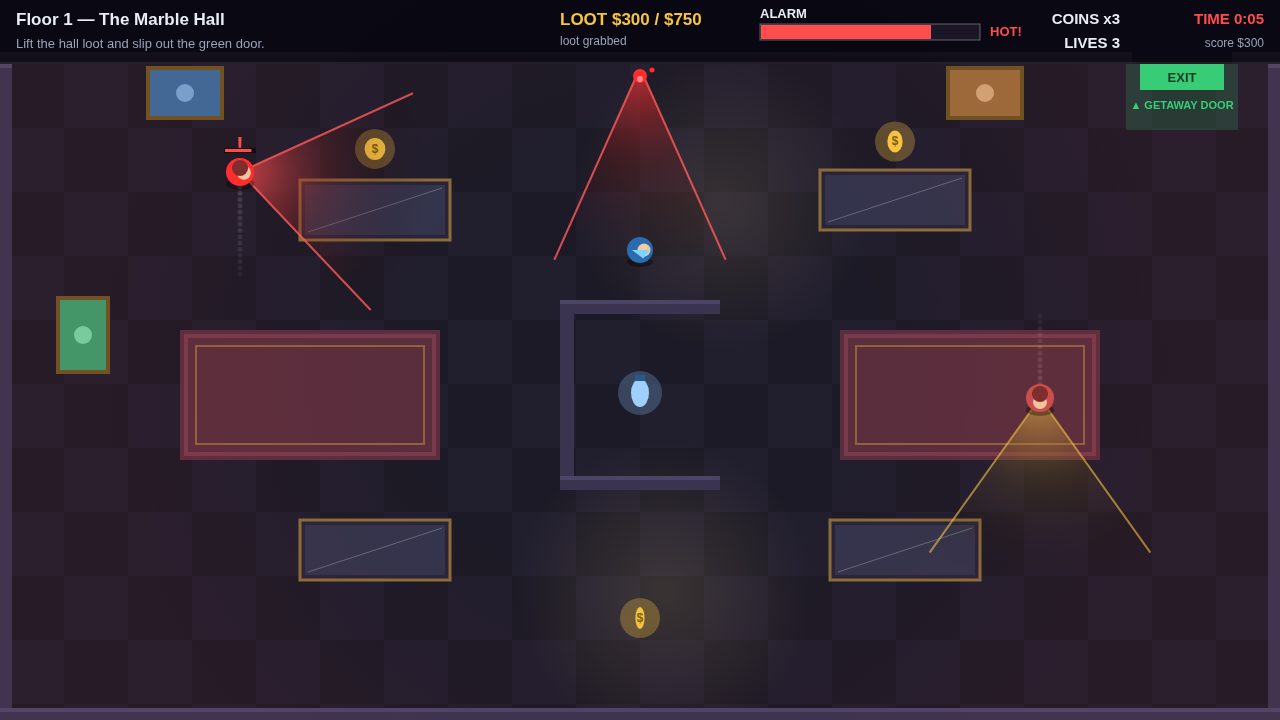 Floor 1 — The Marble Hall
Lift the hall loot and slip out the green door.
LOOT $300 / $750
loot grabbed
ALARM
HOT!
COINS x3
LIVES 3
TIME 0:05
score $300
EXIT
▲ GETAWAY DOOR
!
$
$
$